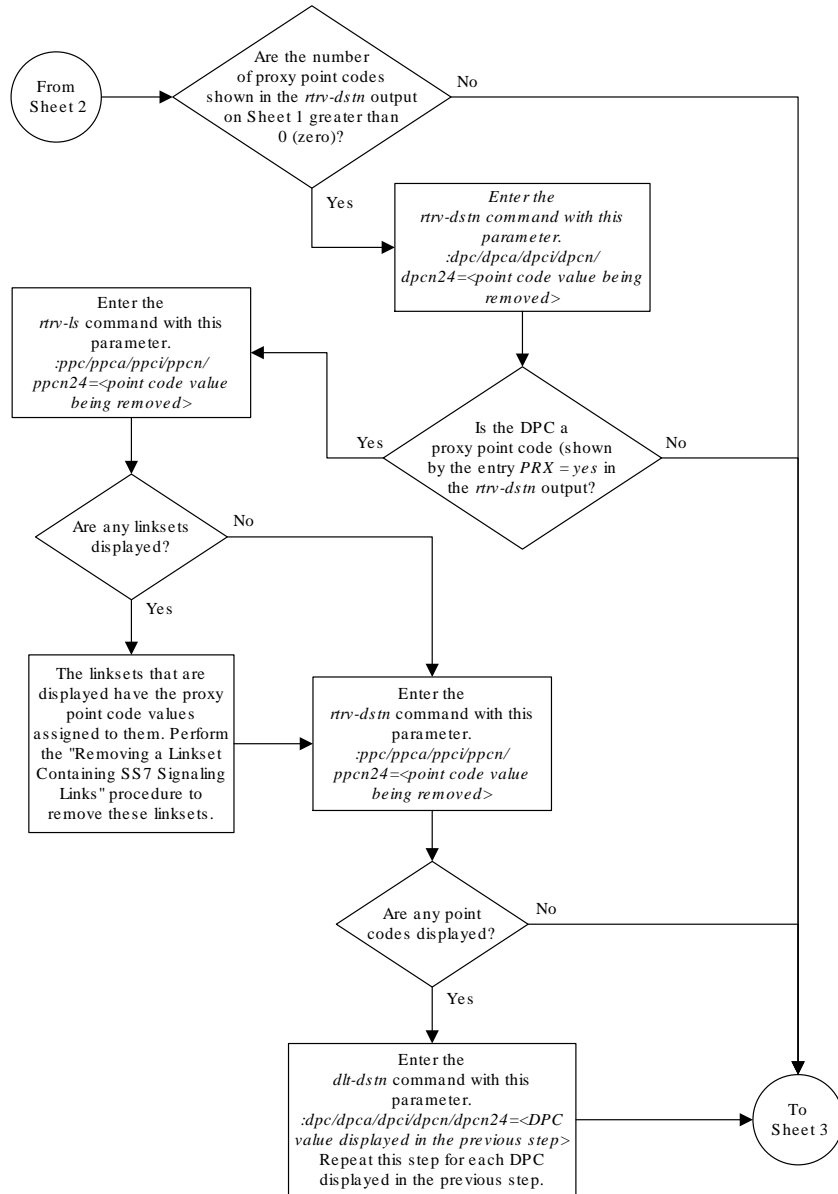 From
Sheet 2
Are the number
of proxy point codes
shown in the rtrv-dstn output
on Sheet 1 greater than
0 (zero)?
No
Yes
Enter the
rtrv-dstn command with this
parameter.
:dpc/dpca/dpci/dpcn/
dpcn24=<point code value being
removed>
Is the DPC a
proxy point code (shown
by the entry PRX = yes in
the rtrv-dstn output?
No
Yes
Enter the
rtrv-ls command with this
parameter.
:ppc/ppca/ppci/ppcn/
ppcn24=<point code value
being removed>
Are any linksets
displayed?
No
Yes
The linksets that are
displayed have the proxy
point code values
assigned to them. Perform
the "Removing a Linkset
Containing SS7 Signaling
Links" procedure to
remove these linksets.
Enter the
rtrv-dstn command with this
parameter.
:ppc/ppca/ppci/ppcn/
ppcn24=<point code value
being removed>
Are any point
codes displayed?
No
Yes
Enter the
dlt-dstn command with this
parameter.
:dpc/dpca/dpci/dpcn/dpcn24=<DPC
value displayed in the previous step>
Repeat this step for each DPC
displayed in the previous step.
To
Sheet 3